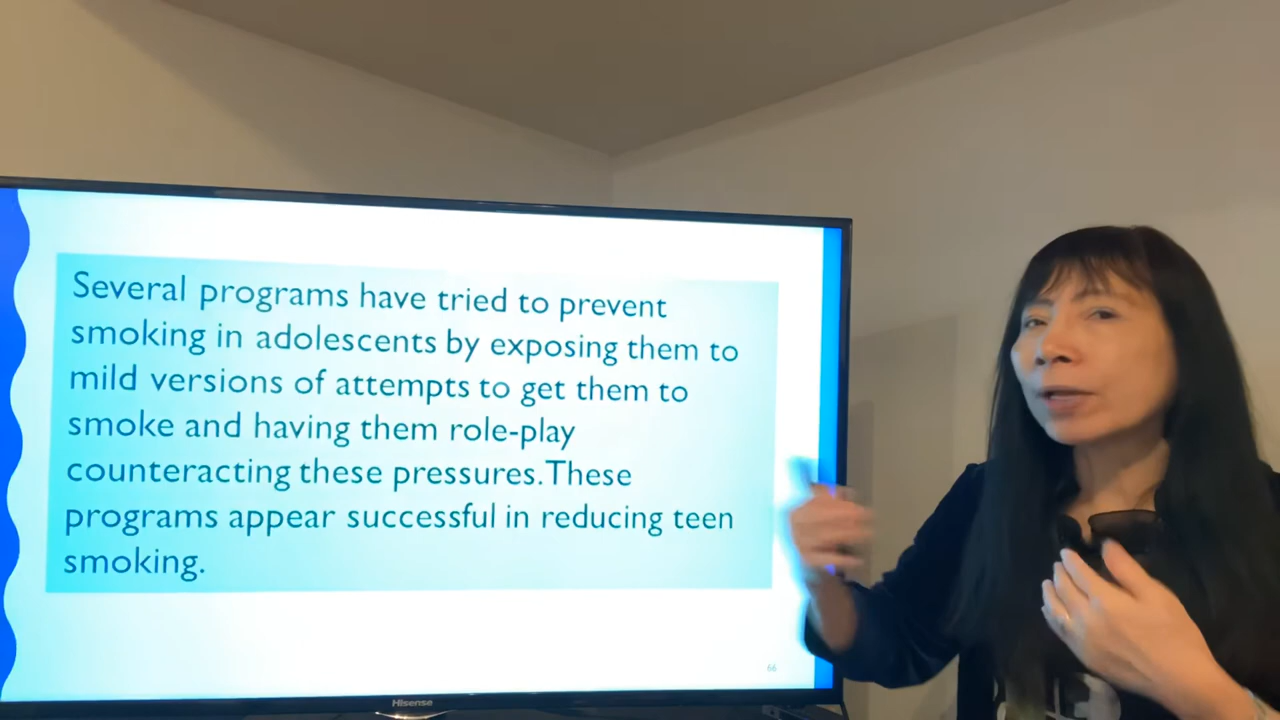 Several programs have tried to prevent
smoking in adolescents by exposing them to
mild versions of attempts to get them to
smoke and having them role-play
counteracting these pressures.These
programs appear successful in reducing teen
smoking.
66
Hisense